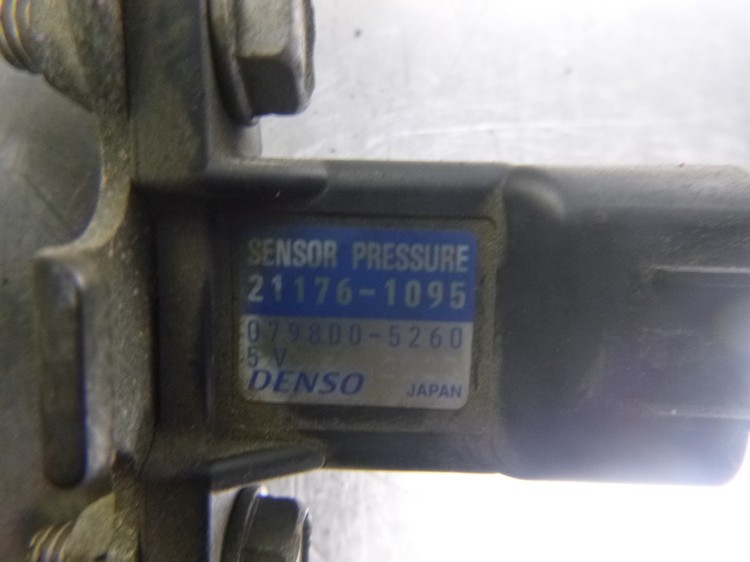 SENSOR PRESSURE
21176-1095
079800-5260
5 V
DENSO JAPAN